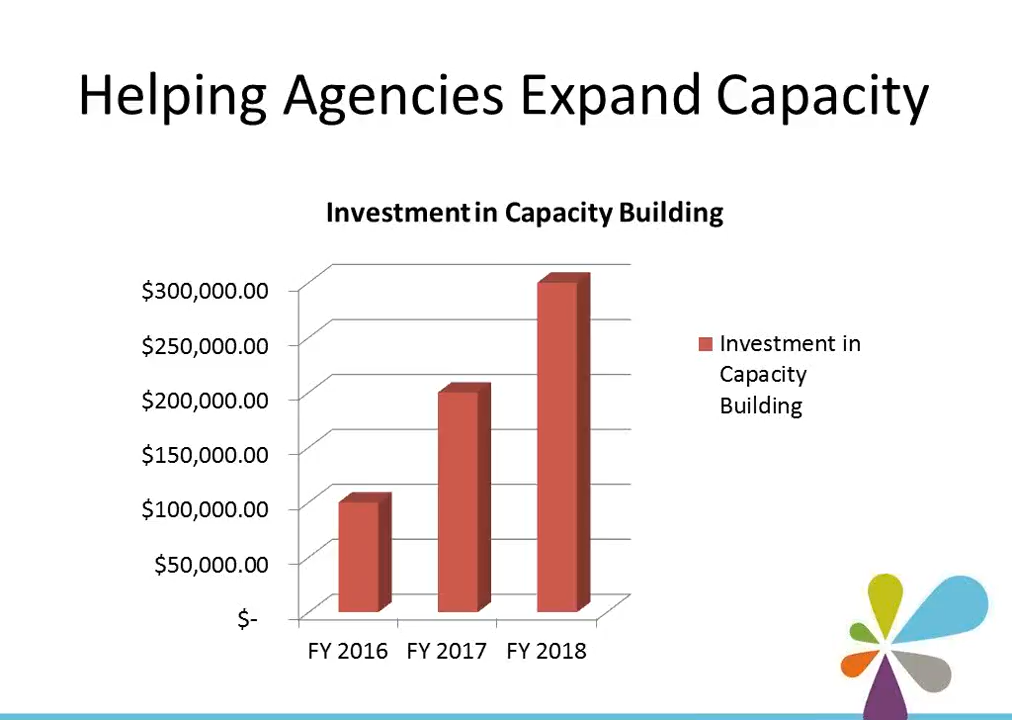 Helping Agencies Expand Capacity
Investment in Capacity Building
$300,000.00
$250,000.00
$200,000.00
$150,000.00
$100,000.00
$50,000.00
$-
FY 2016 FY 2017 FY 2018
Investment in
Capacity
Building